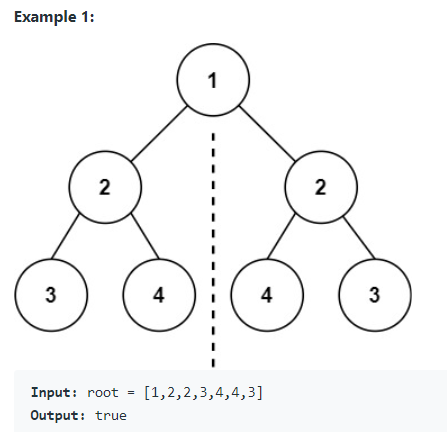 Example 1:
1
2 2
3 4 4 3
Input: root = [1,2,2,3,4,4,3]
Output: true